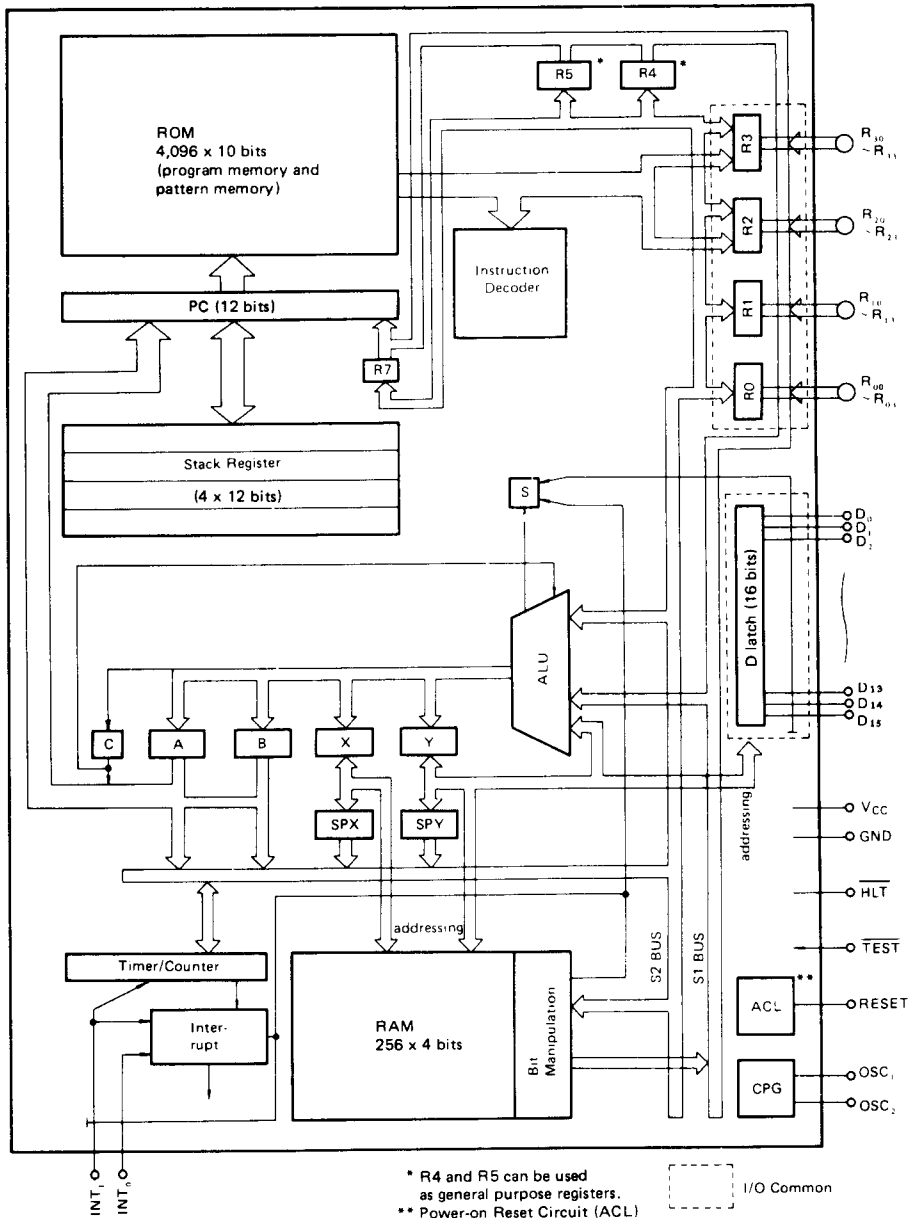 R5 *
R4 *
ROM
4,096 x 10 bits
(program memory and
pattern memory)
R3
R2
R1
R0
R₃₀
~R₃₃
R₂₀
~R₂₃
R₁₀
~R₁₃
R₀₀
~R₀₃
Instruction
Decoder
PC (12 bits)
R7
Stack Register
(4 x 12 bits)
S
D latch (16 bits)
D₀
D₁
D₂
D₁₃
D₁₄
D₁₅
ALU
C
A
B
X
Y
SPX
SPY
addressing
VCC
GND
HLT
TEST
addressing
S2 BUS
S1 BUS
Timer/Counter
Inter-
rupt
RAM
256 x 4 bits
Bit Manipulation
ACL
**
RESET
CPG
OSC₁
OSC₂
INT₁
INT₀
* R4 and R5 can be used
as general purpose registers.
** Power-on Reset Circuit (ACL)
I/O Common